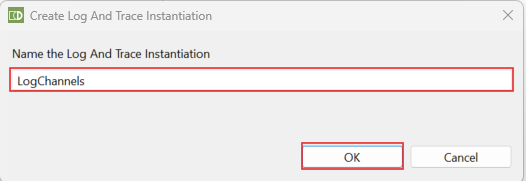 Create Log And Trace Instantiation
Name the Log And Trace Instantiation
LogChannels
OK
Cancel